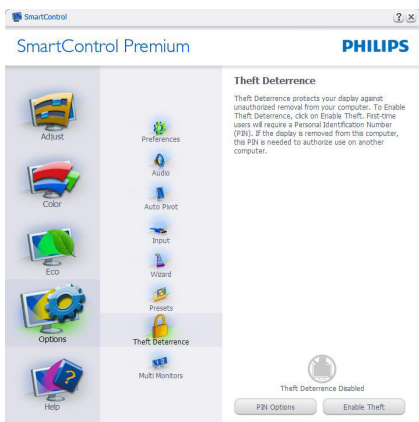 SmartControl
SmartControl Premium
PHILIPS
Adjust
Color
Eco
Options
Help
Preferences
Audio
Auto Pivot
Input
Wizard
Presets
Theft Deterrence
Multi Monitors
Theft Deterrence
Theft Deterrence protects your display against
unauthorized removal from your computer. To Enable
Theft Deterrence, click on Enable Theft. First-time
users will require a Personal Identification Number
(PIN). If the display is removed from this computer,
this PIN is needed to authorize use on another
computer.
Theft Deterrence Disabled
PIN Options
Enable Theft